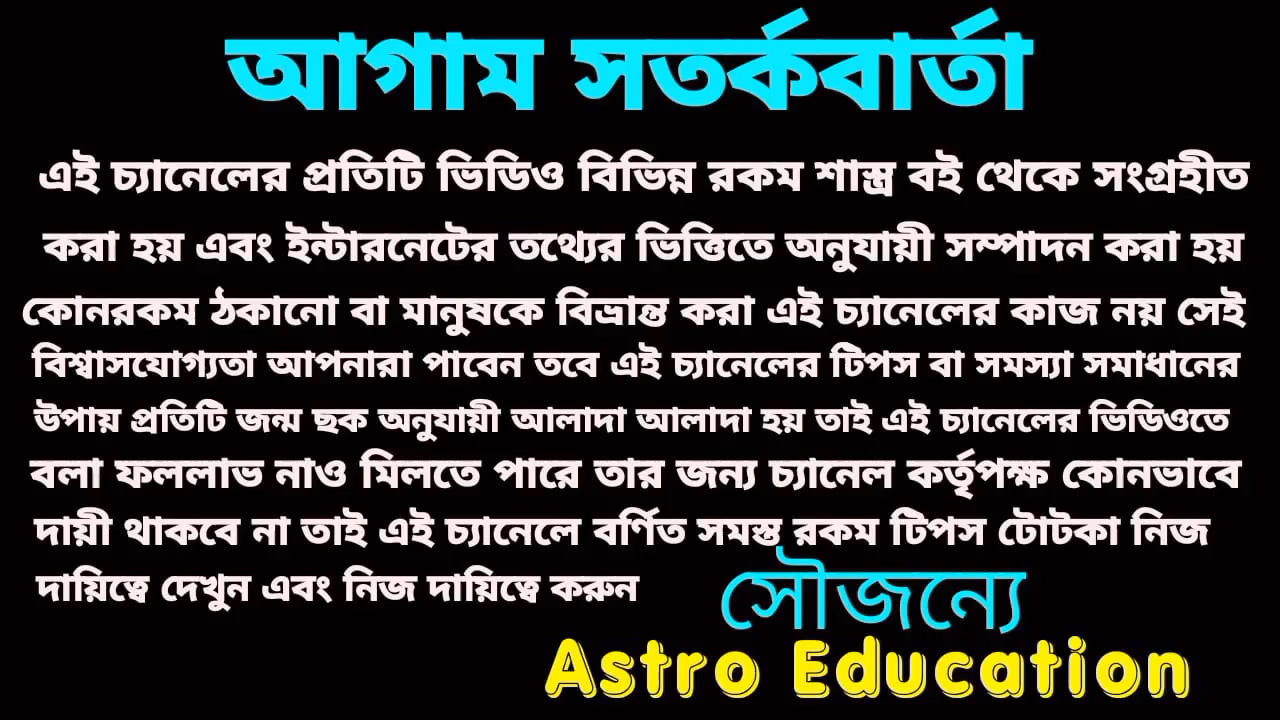 আগাম সতর্কবার্তা
এই চ্যানেলের প্রতিটি ভিডিও বিভিন্ন রকম শাস্ত্র বই থেকে সংগ্রহীত
করা হয় এবং ইন্টারনেটের তথ্যের ভিত্তিতে অনুযায়ী সম্পাদন করা হয়
কোনরকম ঠকানো বা মানুষকে বিভ্রান্ত করা এই চ্যানেলের কাজ নয় সেই
বিশ্বাসযোগ্যতা আপনারা পাবেন তবে এই চ্যানেলের টিপস বা সমস্যা সমাধানের
উপায় প্রতিটি জন্ম ছক অনুযায়ী আলাদা আলাদা হয় তাই এই চ্যানেলের ভিডিওতে
বলা ফললাভ নাও মিলতে পারে তার জন্য চ্যানেল কর্তৃপক্ষ কোনভাবে
দায়ী থাকবে না তাই এই চ্যানেলে বর্ণিত সমস্ত রকম টিপস টোটকা নিজ
দায়িত্বে দেখুন এবং নিজ দায়িত্বে করুন
সৌজন্যে
Astro Education